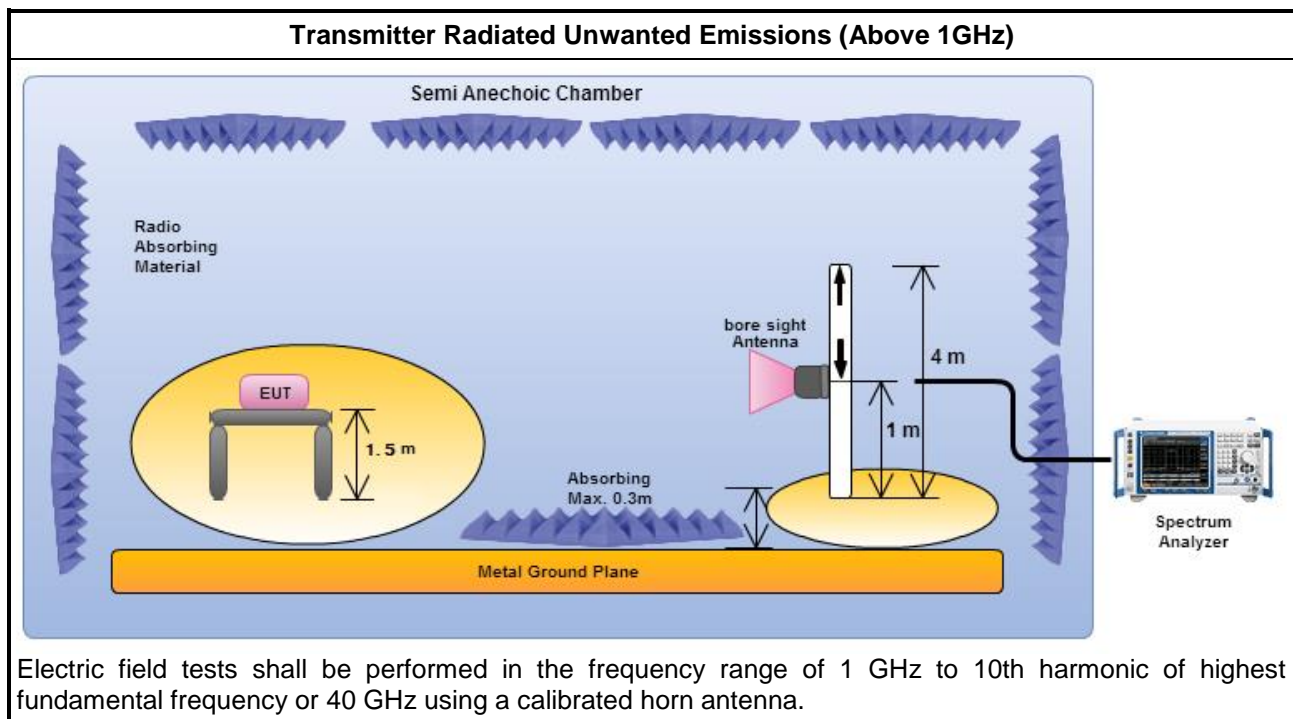 Transmitter Radiated Unwanted Emissions (Above 1GHz)
Semi Anechoic Chamber
Radio
Absorbing
Material
bore sight
Antenna
4 m
EUT
1.5 m
1 m
Absorbing
Max. 0.3m
Spectrum
Analyzer
Metal Ground Plane
Electric field tests shall be performed in the frequency range of 1 GHz to 10th harmonic of highest
fundamental frequency or 40 GHz using a calibrated horn antenna.